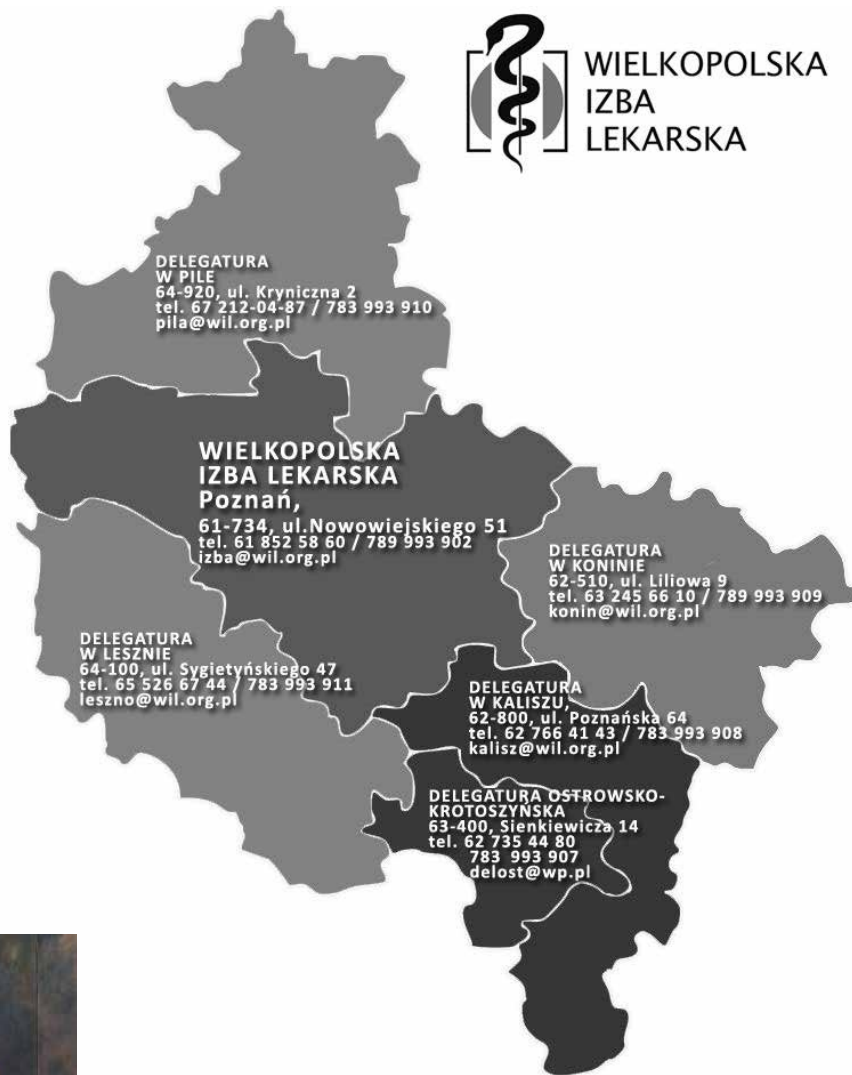 WIELKOPOLSKA
IZBA
LEKARSKA
DELEGATURA
W PILE
64-920, ul. Kryniczna 2
tel. 67 212-04-87 / 783 993 910
pila@wil.org.pl
WIELKOPOLSKA
IZBA LEKARSKA
Poznań,
61-734, ul.Nowowiejskiego 51
tel. 61 852 58 60 / 789 993 902
izba@wil.org.pl
DELEGATURA
W KONINIE
62-510, ul. Liliowa 9
tel. 63 245 66 10 / 789 993 909
konin@wil.org.pl
DELEGATURA
W LESZNIE
64-100, ul. Sygietyńskiego 47
tel. 65 526 67 44 / 783 993 911
leszno@wil.org.pl
DELEGATURA
W KALISZU,
62-800, ul. Poznańska 64
tel. 62 766 41 43 / 783 993 908
kalisz@wil.org.pl
DELEGATURA OSTROWSKO-
KROTOSZYŃSKA
63-400, Sienkiewicza 14
tel. 62 735 44 80
783 993 907
delost@wp.pl